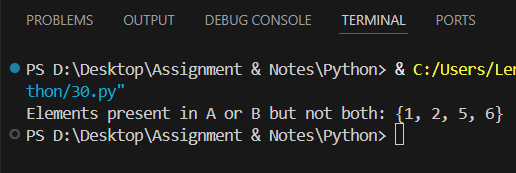 PROBLEMS OUTPUT DEBUG CONSOLE TERMINAL PORTS
PS D:\Desktop\Assignment & Notes\Python> & C:/Users/Len
thon/30.py"
Elements present in A or B but not both: {1, 2, 5, 6}
PS D:\Desktop\Assignment & Notes\Python>